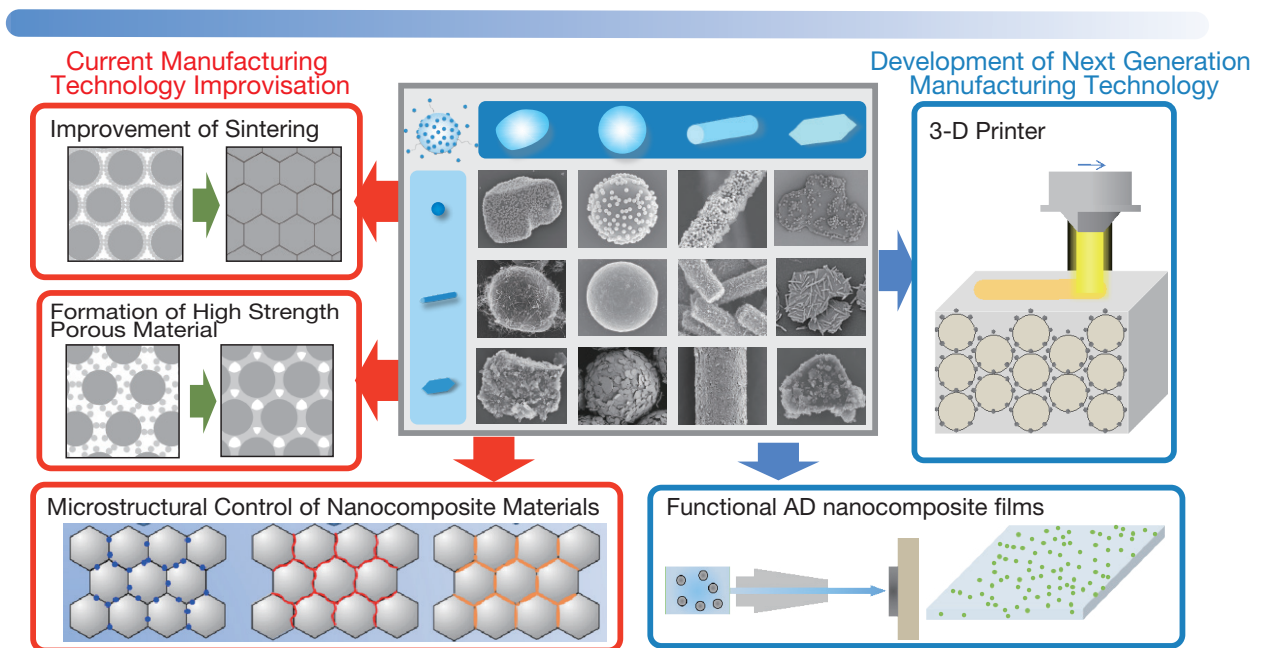 Current Manufacturing
Technology Improvisation
Development of Next Generation
Manufacturing Technology
Improvement of Sintering
3-D Printer
Formation of High Strength
Porous Material
Microstructural Control of Nanocomposite Materials
Functional AD nanocomposite films